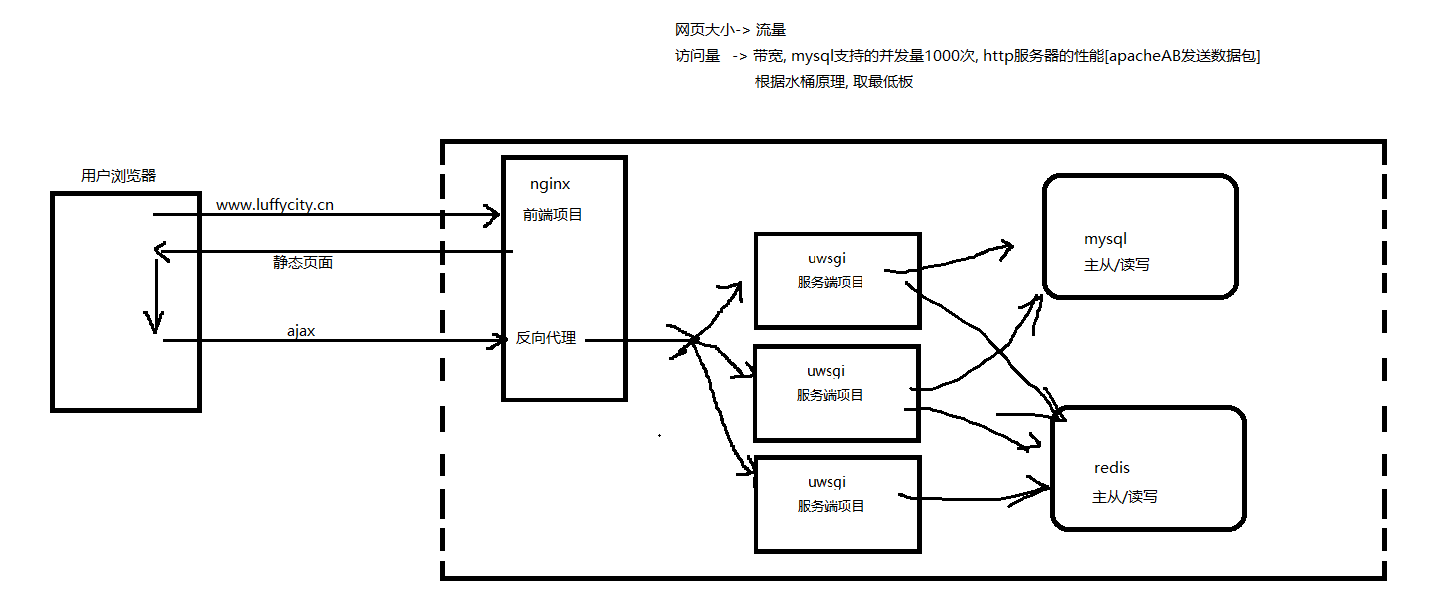 网页大小-> 流量
访问量 -> 带宽, mysql支持的并发量1000次, http服务器的性能[apacheAB发送数据包]
根据水桶原理, 取最低板
用户浏览器
www.luffycity.cn
静态页面
ajax
nginx
前端项目
反向代理
uwsgi
服务端项目
uwsgi
服务端项目
uwsgi
服务端项目
mysql
主从/读写
redis
主从/读写